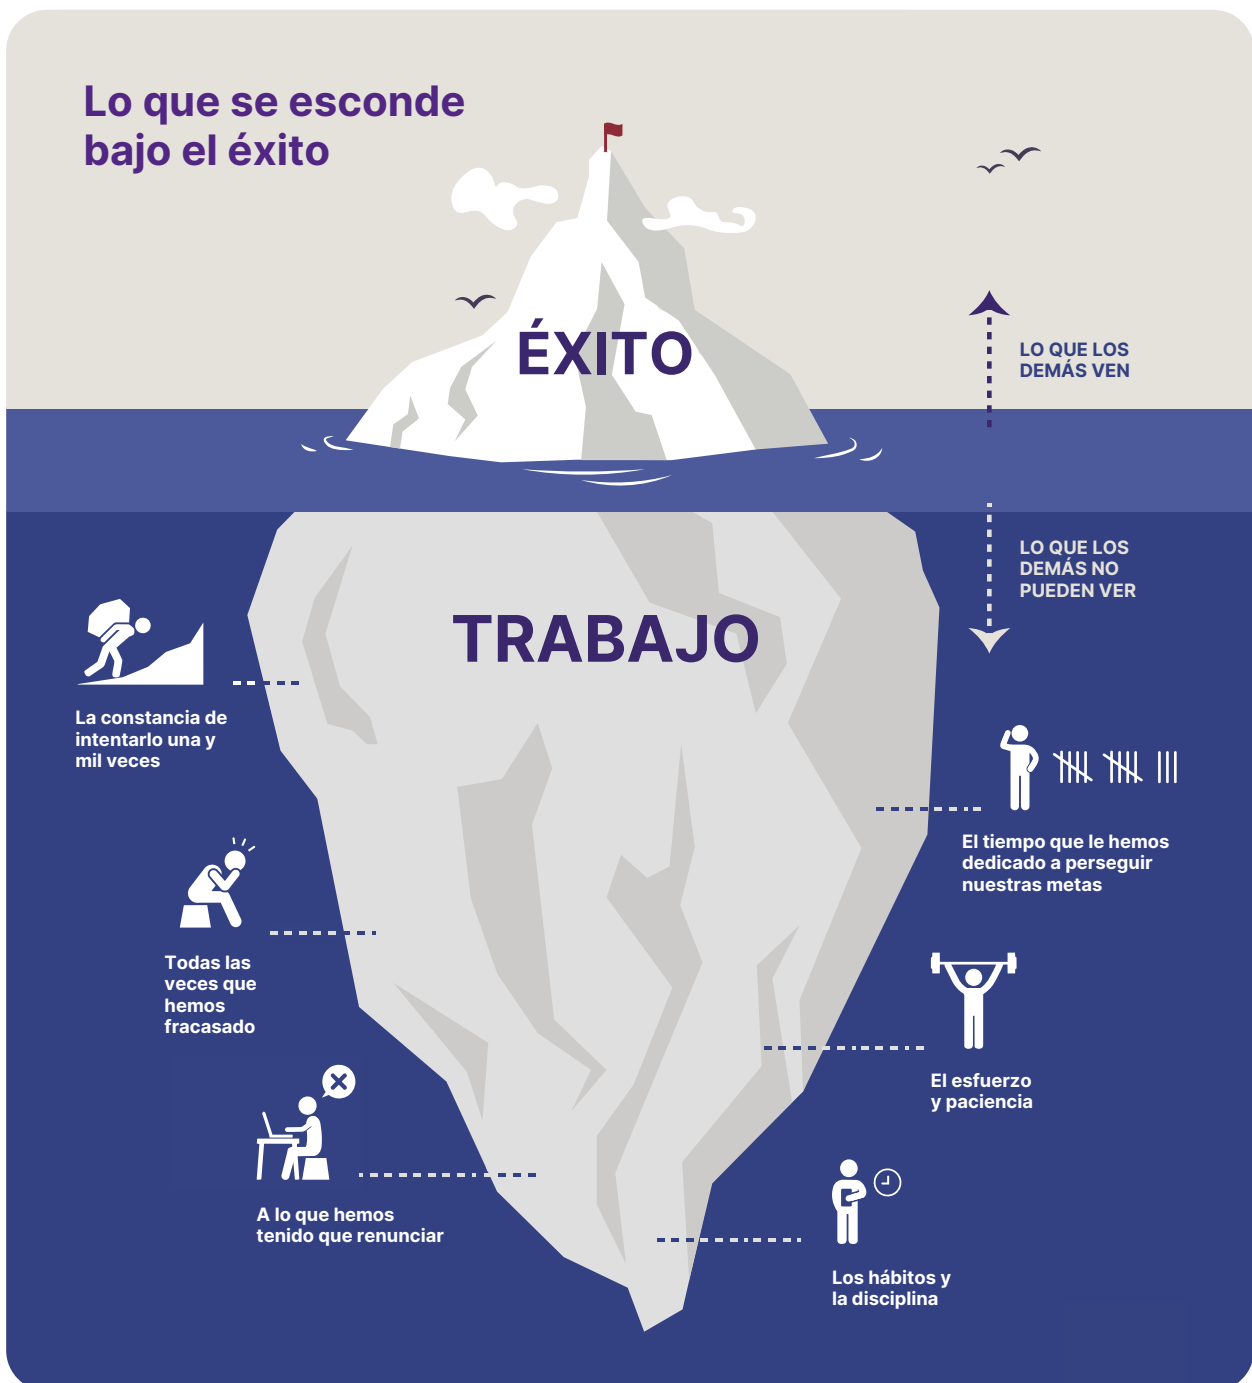 Lo que se esconde
bajo el éxito
ÉXITO
LO QUE LOS
DEMÁS VEN
LO QUE LOS
DEMÁS NO
PUEDEN VER
TRABAJO
La constancia de
intentarlo una y
mil veces
El tiempo que le hemos
dedicado a perseguir
nuestras metas
Todas las
veces que
hemos
fracasado
El esfuerzo
y paciencia
A lo que hemos
tenido que renunciar
Los hábitos y
la disciplina